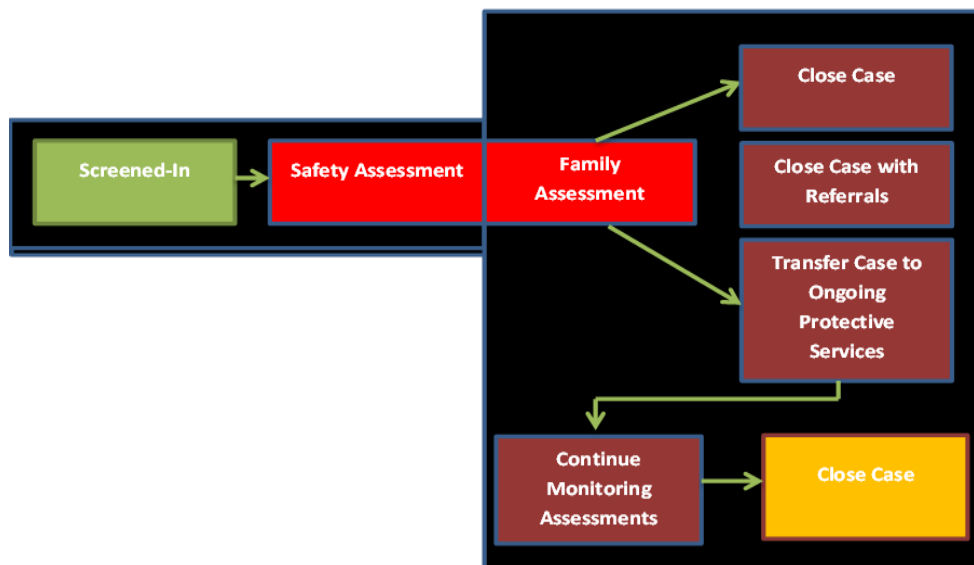 Screened-In
Safety Assessment
Family
Assessment
Close Case
Close Case with
Referrals
Transfer Case to
Ongoing
Protective
Services
Continue
Monitoring
Assessments
Close Case